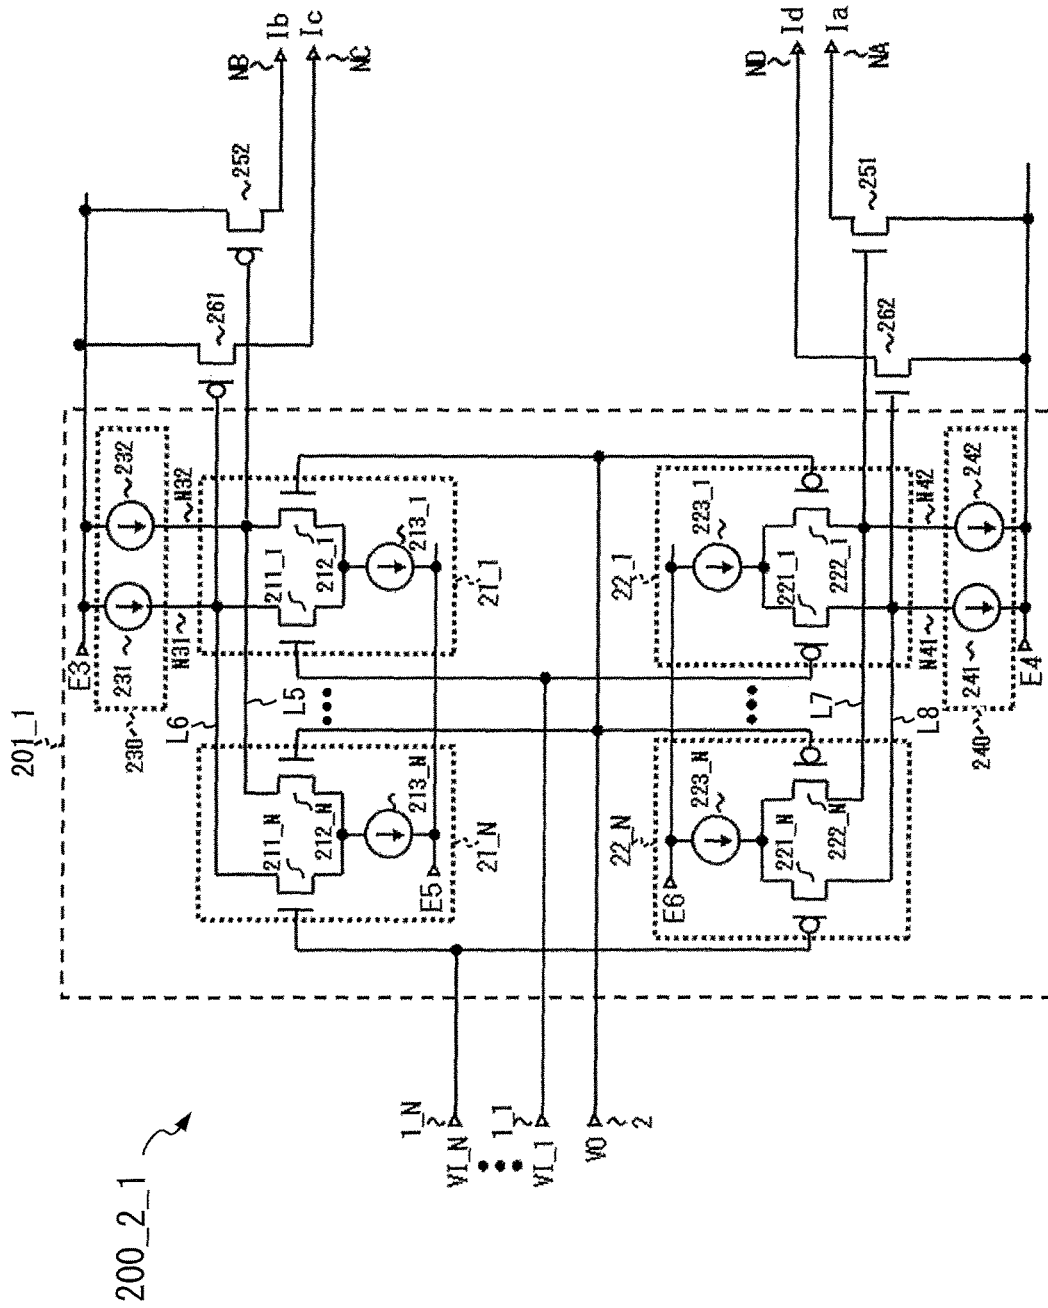 Ib
Ic
NB
NC
Id
Ia
ND
NA
252
261
251
262
201_1
E3
232
231
230
N32
N31
L6
L5
211_1
212_1
213_1
21_1
22_1
223_1
221_1
222_1
N42
N41
242
241
240
E4
L7
L8
211_N
212_N
213_N
21_N
E5
22_N
223_N
221_N
222_N
E6
1_N
VI_N
1_1
VI_1
VO
2
200_2_1